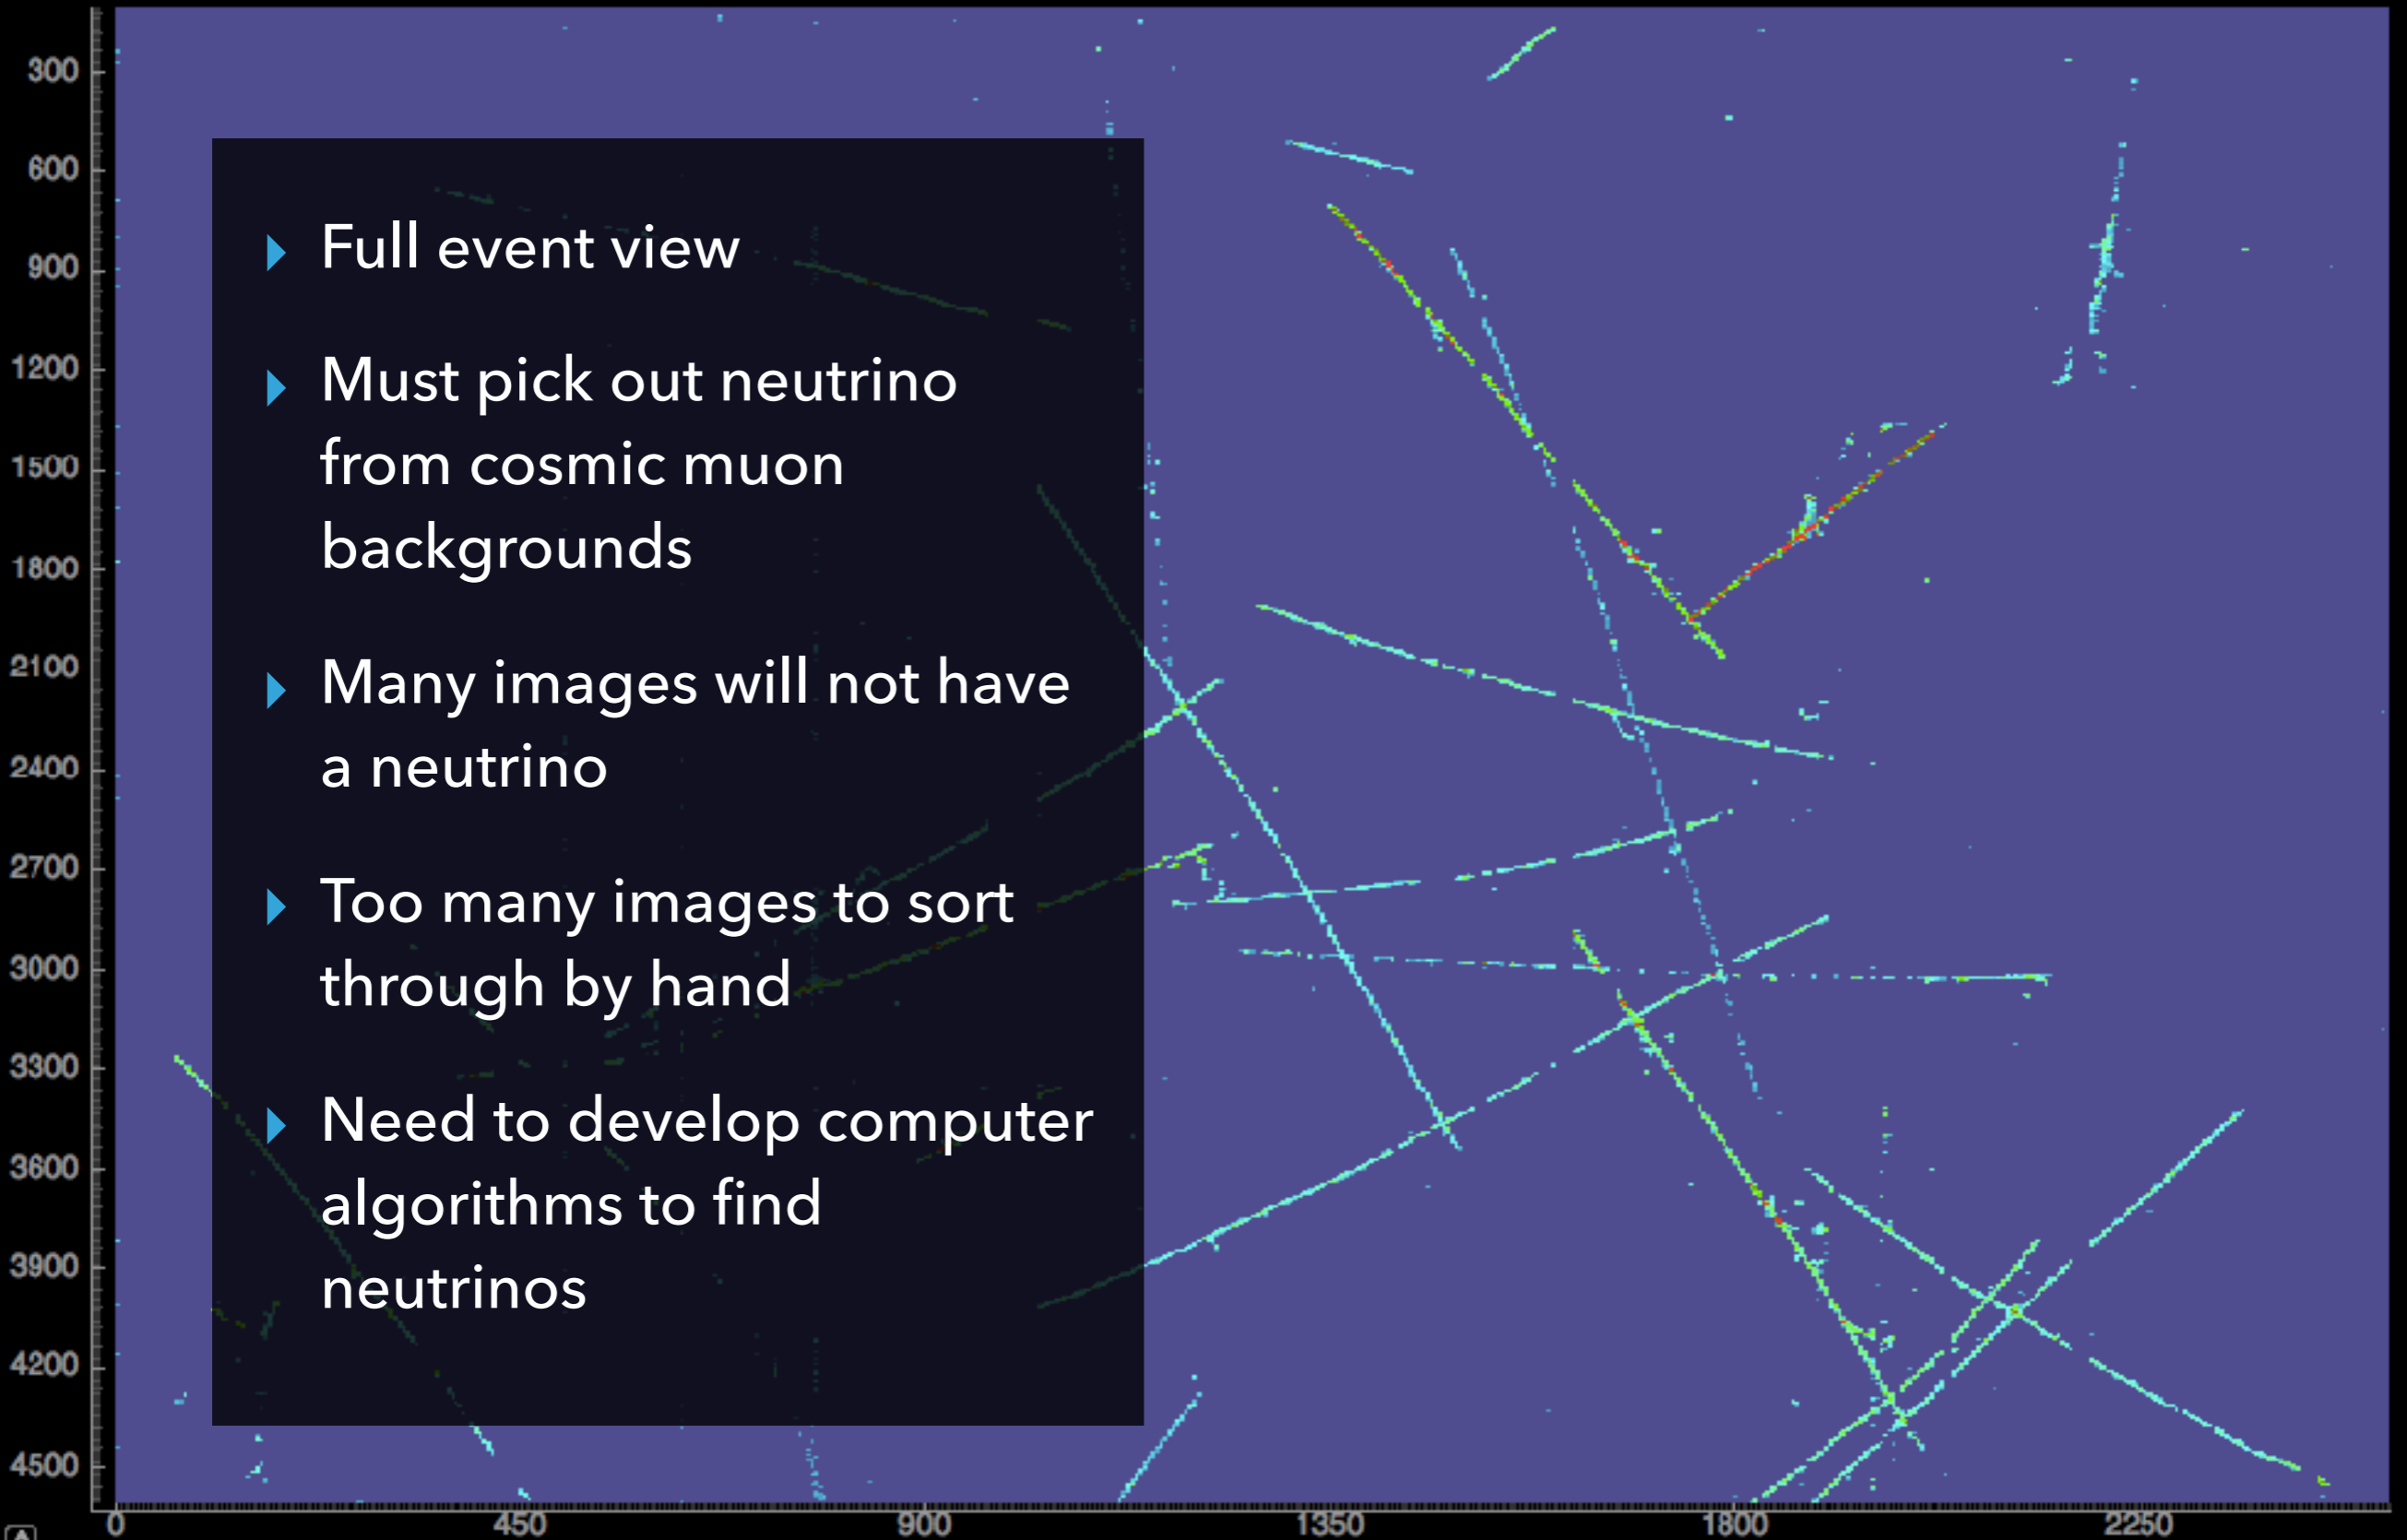 300
600
900
1200
1500
1800
2100
2400
2700
3000
3300
3600
3900
4200
4500
Full event view
Must pick out neutrino
from cosmic muon
backgrounds
Many images will not have
a neutrino
Too many images to sort
through by hand
Need to develop computer
algorithms to find
neutrinos
0 450 900 1350 1800 2250